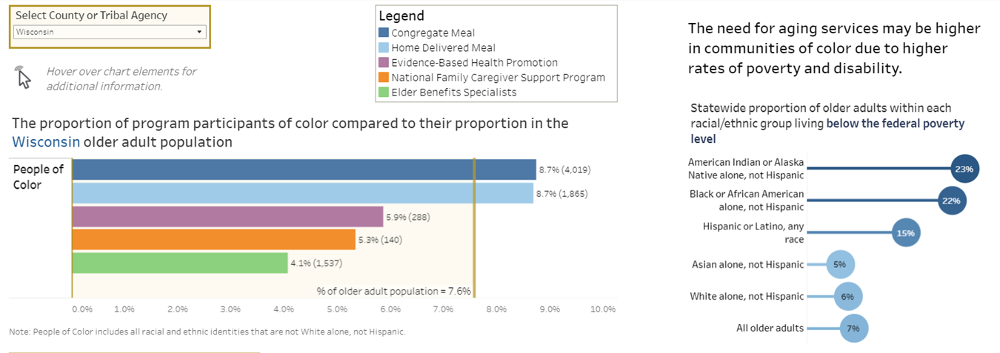 Select County or Tribal Agency
Wisconsin
Hover over chart elements for
additional information.
Legend
Congregate Meal
Home Delivered Meal
Evidence-Based Health Promotion
National Family Caregiver Support Program
Elder Benefits Specialists
The proportion of program participants of color compared to their proportion in the
Wisconsin older adult population
People of
Color
8.7% (4,019)
8.7% (1,865)
5.9% (288)
5.3% (140)
4.1% (1,537)
% of older adult population = 7.6%
0.0% 1.0% 2.0% 3.0% 4.0% 5.0% 6.0% 7.0% 8.0% 9.0% 10.0%
Note: People of Color includes all racial and ethnic identities that are not White alone, not Hispanic.
The need for aging services may be higher
in communities of color due to higher
rates of poverty and disability.
Statewide proportion of older adults within each
racial/ethnic group living below the federal poverty
level
American Indian or Alaska
Native alone, not Hispanic
23%
Black or African American
alone, not Hispanic
22%
Hispanic or Latino, any
race
15%
Asian alone, not Hispanic
5%
White alone, not Hispanic
6%
All older adults
7%